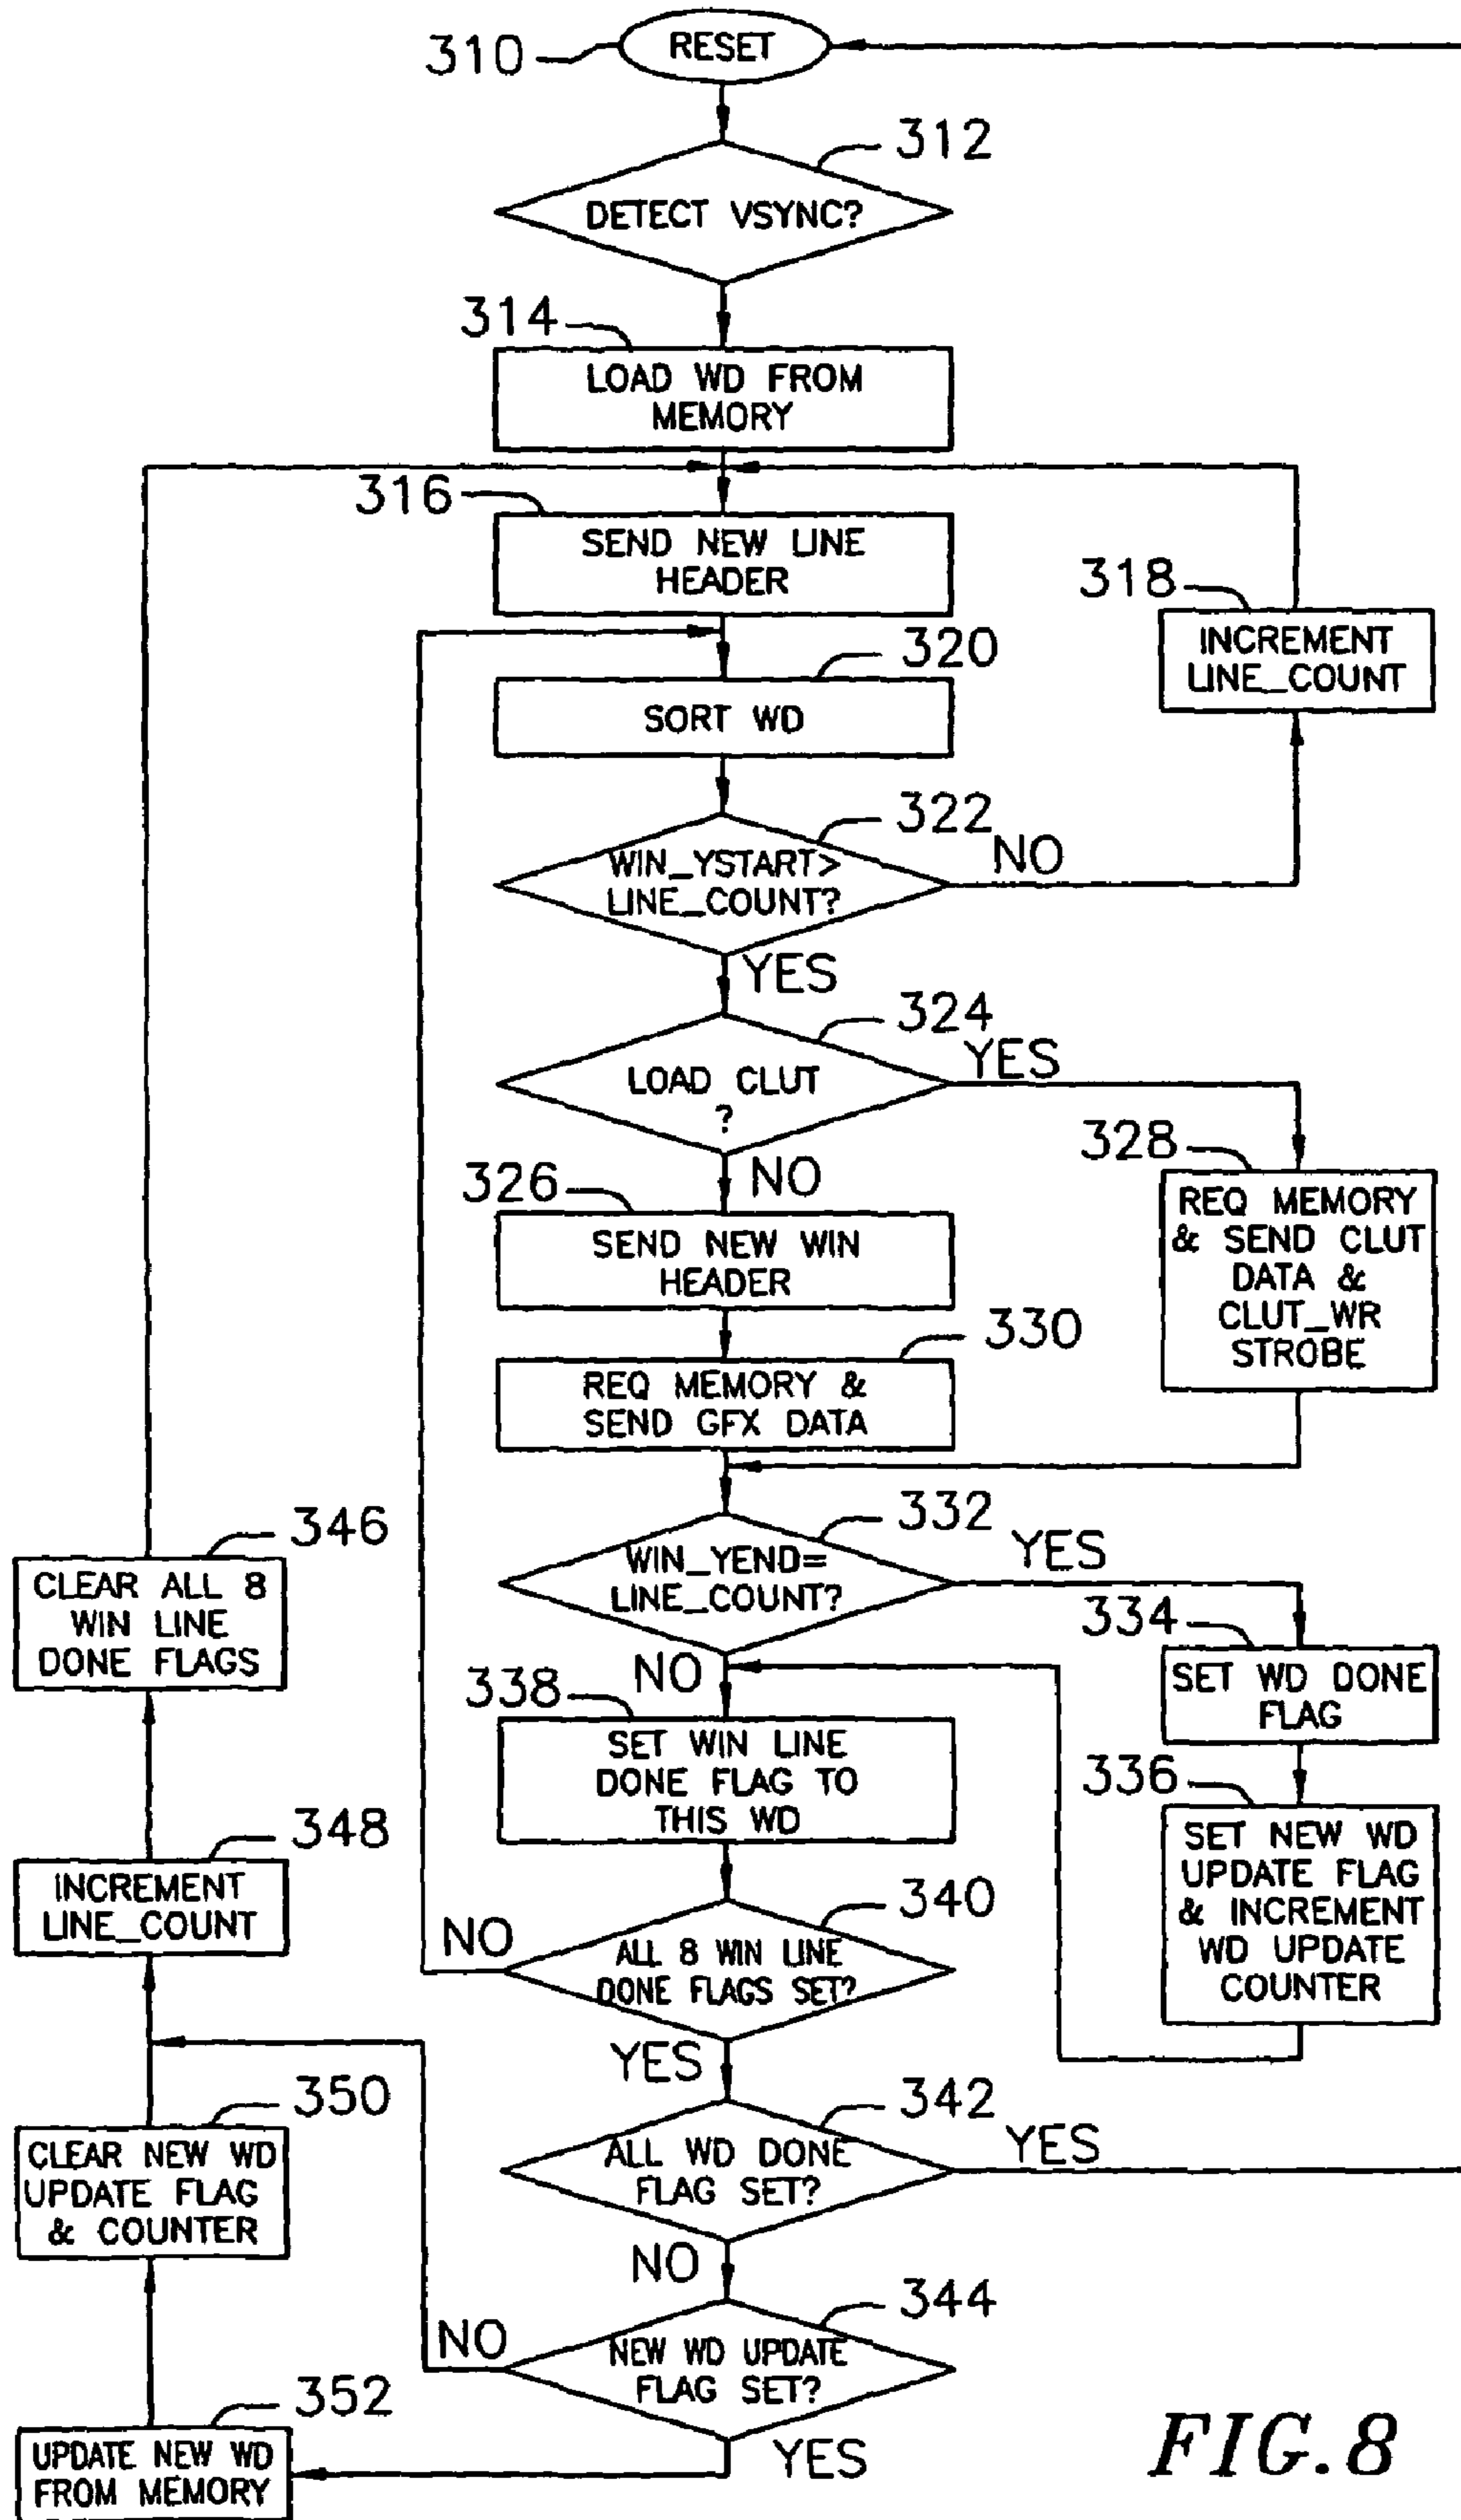 310
RESET
312
DETECT VSYNC?
314
LOAD WD FROM
MEMORY
316
SEND NEW LINE
HEADER
318
INCREMENT
LINE_COUNT
320
SORT WD
322
WIN_YSTART>
LINE_COUNT?
NO
YES
324
LOAD CLUT
?
YES
NO
326
SEND NEW WIN
HEADER
328
REQ MEMORY
& SEND CLUT
DATA &
CLUT_WR
STROBE
330
REQ MEMORY &
SEND GFX DATA
332
WIN_YEND=
LINE_COUNT?
YES
NO
334
SET WD DONE
FLAG
336
SET NEW WD
UPDATE FLAG
& INCREMENT
WD UPDATE
COUNTER
338
SET WIN LINE
DONE FLAG TO
THIS WD
340
ALL 8 WIN LINE
DONE FLAGS SET?
NO
YES
342
ALL WD DONE
FLAG SET?
YES
NO
344
NEW WD UPDATE
FLAG SET?
NO
YES
346
CLEAR ALL 8
WIN LINE
DONE FLAGS
348
INCREMENT
LINE_COUNT
350
CLEAR NEW WD
UPDATE FLAG
& COUNTER
352
UPDATE NEW WD
FROM MEMORY
FIG.8